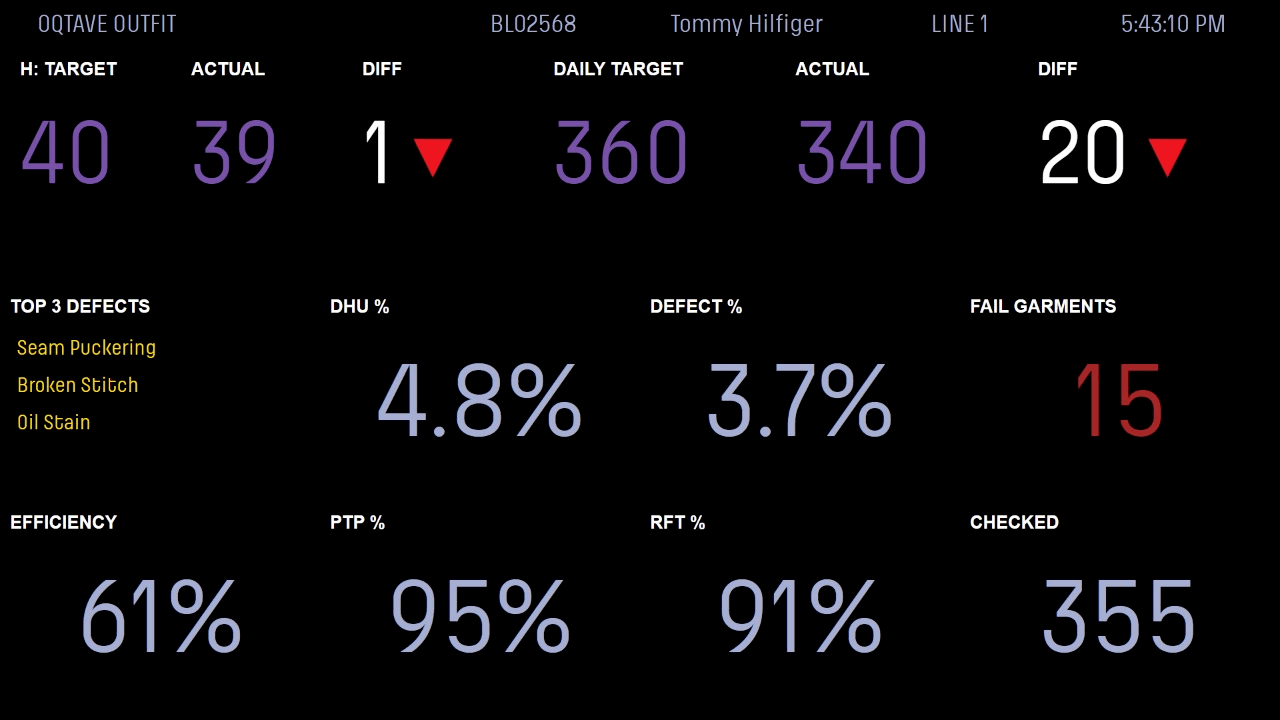 OQTAVE OUTFIT BLO2568 Tommy Hilfiger LINE 1 5:43:10 PM
H: TARGET ACTUAL DIFF DAILY TARGET ACTUAL DIFF
40 39 1 ▼ 360 340 20 ▼
TOP 3 DEFECTS DHU % DEFECT % FAIL GARMENTS
Seam Puckering
Broken Stitch
Oil Stain
4.8% 3.7% 15
EFFICIENCY PTP % RFT % CHECKED
61% 95% 91% 355